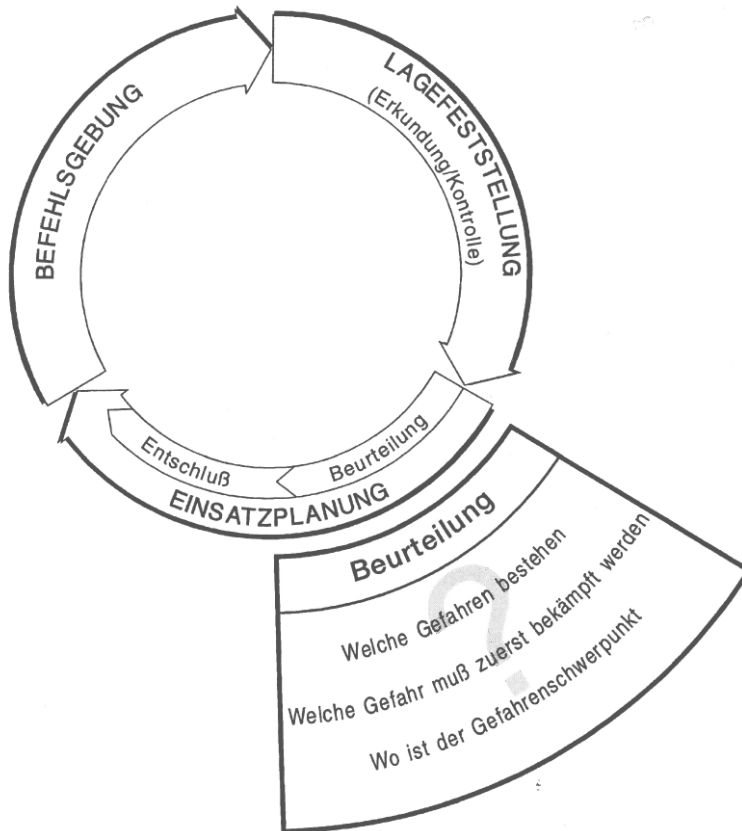 BEFEHLSGEBUNG
LAGEFESTSTELLUNG
(Erkundung/Kontrolle)
Entschluß
Beurteilung
EINSATZPLANUNG
Beurteilung
?
Welche Gefahren bestehen
Welche Gefahr muß zuerst bekämpft werden
Wo ist der Gefahrenschwerpunkt